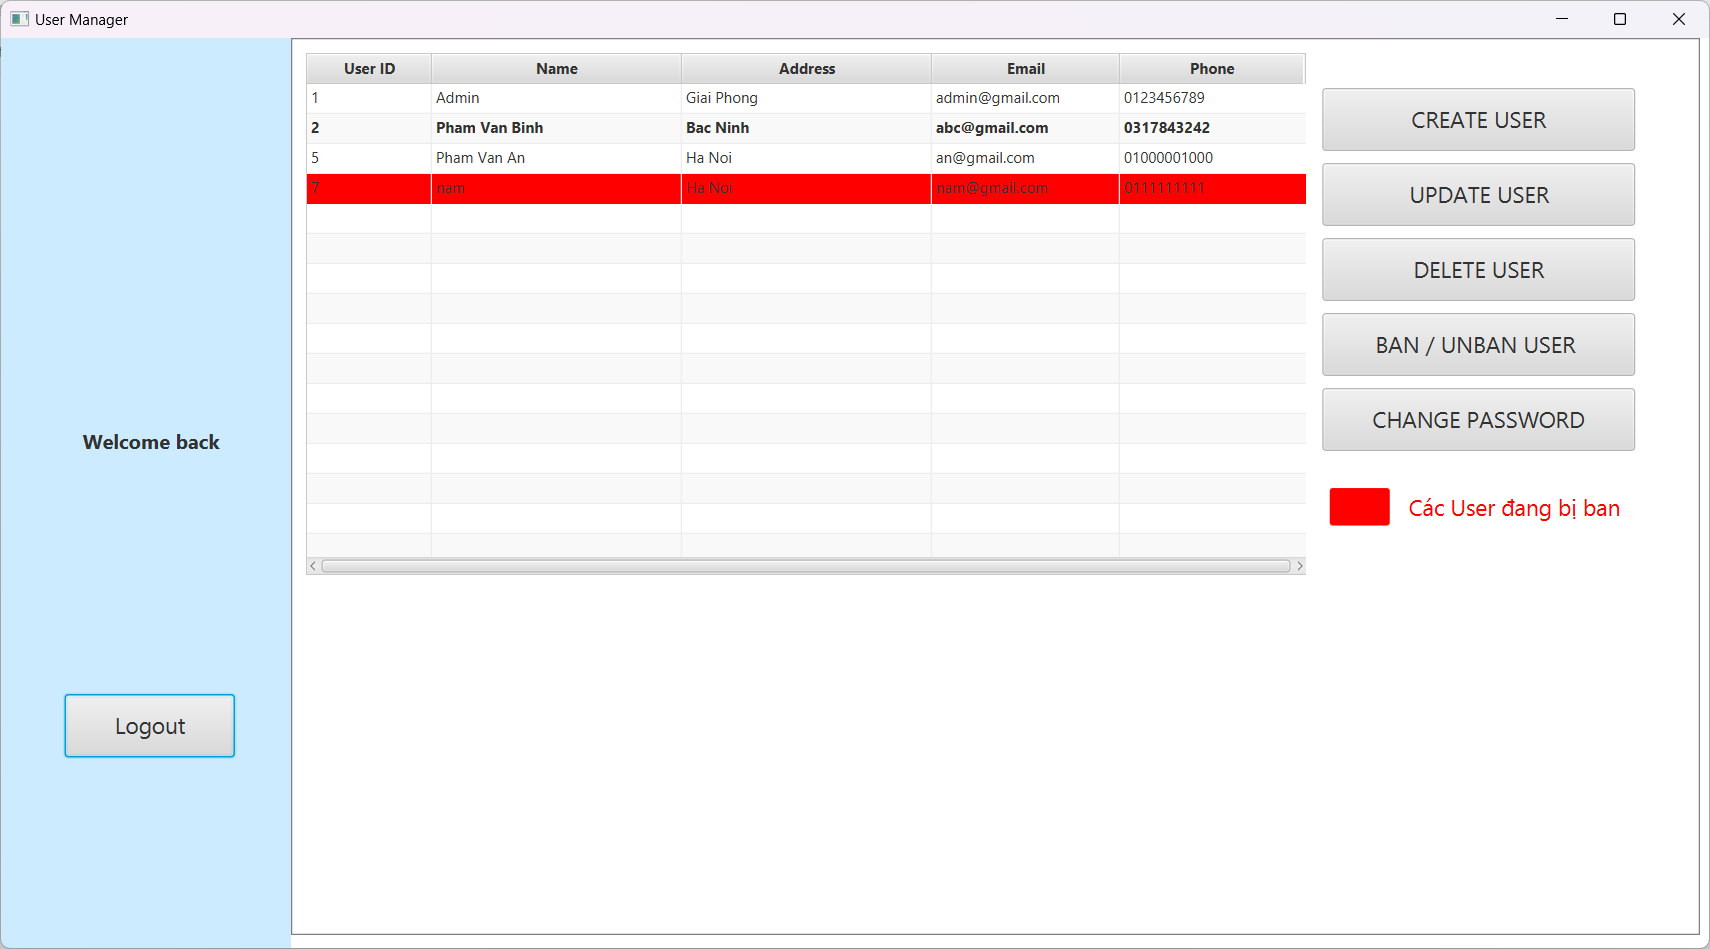 User Manager
Welcome back
Logout
User ID Name Address Email Phone
1 Admin Giai Phong admin@gmail.com 0123456789
2 Pham Van Binh Bac Ninh abc@gmail.com 0317843242
5 Pham Van An Ha Noi an@gmail.com 01000001000
7 nam Ha Noi nam@gmail.com 0111111111
CREATE USER
UPDATE USER
DELETE USER
BAN / UNBAN USER
CHANGE PASSWORD
Các User đang bị ban